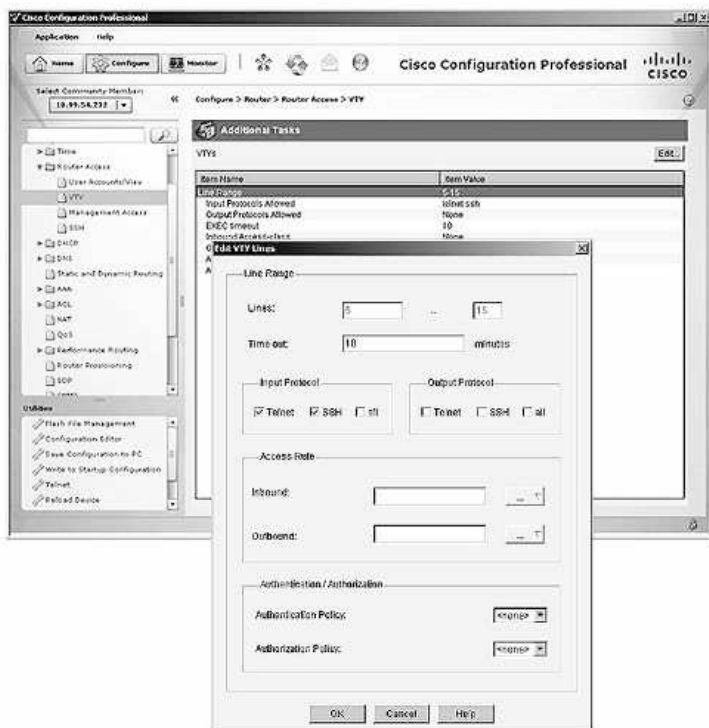 Cisco Configuration Professional
Application Help
Home Configure Monitor
Cisco Configuration Professional
CISCO
Select Community Members
10.99.54.232
Configure > Router > Router Access > VTY
Additional Tasks
VTYs
Edit
Item Name Item Value
Line Range 5-15
Input Protocols Allowed telnet ssh
Output Protocols Allowed None
EXEC timeout 10
Inbound Access-class None
Time
Router Access
User Accounts/View
VTY
Management Access
SSH
DHCP
DNS
Static and Dynamic Routing
AAA
ACL
NAT
QoS
Performance Routing
Router Provisioning
SDP
Utilities
Flash File Management
Configuration Editor
Save Configuration to PC
Write to Startup Configuration
Telnet
Reload Device
Edit VTY Lines
Line Range
Lines: 5 .. 15
Time out: 10 minutes
Input Protocol
Telnet SSH all
Output Protocol
Telnet SSH all
Access Rule
Inbound: ...
Outbound: ...
Authentication / Authorization
Authentication Policy: <none>
Authorization Policy: <none>
OK Cancel Help